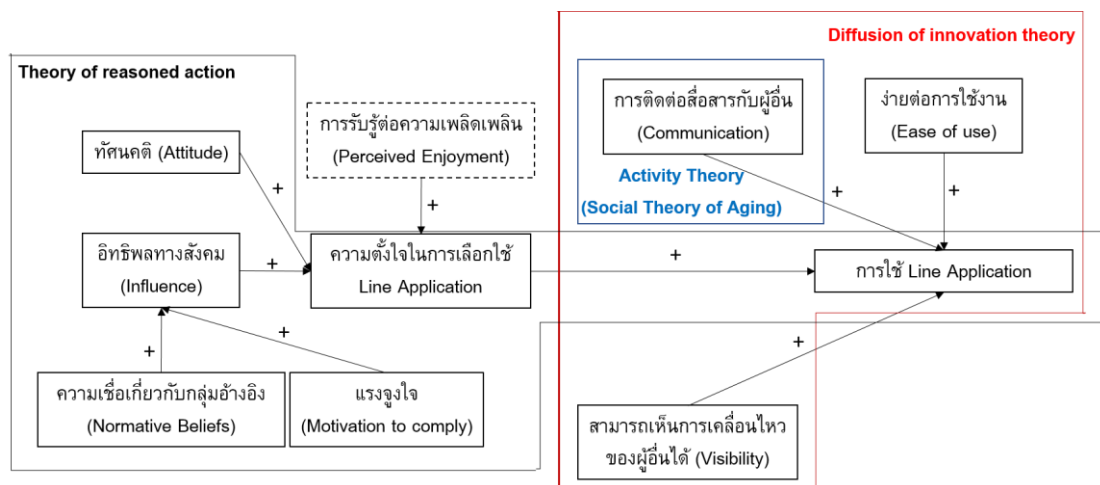 Diffusion of innovation theory
Theory of reasoned action
การติดต่อสื่อสารกับผู้อื่น
(Communication)
ง่ายต่อการใช้งาน
(Ease of use)
การรับรู้ต่อความเพลิดเพลิน
(Perceived Enjoyment)
ทัศนคติ (Attitude)
Activity Theory
(Social Theory of Aging)
+
+
+
+
อิทธิพลทางสังคม
(Influence)
+
ความตั้งใจในการเลือกใช้
Line Application
+
การใช้ Line Application
+
+
+
ความเชื่อเกี่ยวกับกลุ่มอ้างอิง
(Normative Beliefs)
แรงจูงใจ
(Motivation to comply)
สามารถเห็นการเคลื่อนไหว
ของผู้อื่นได้ (Visibility)